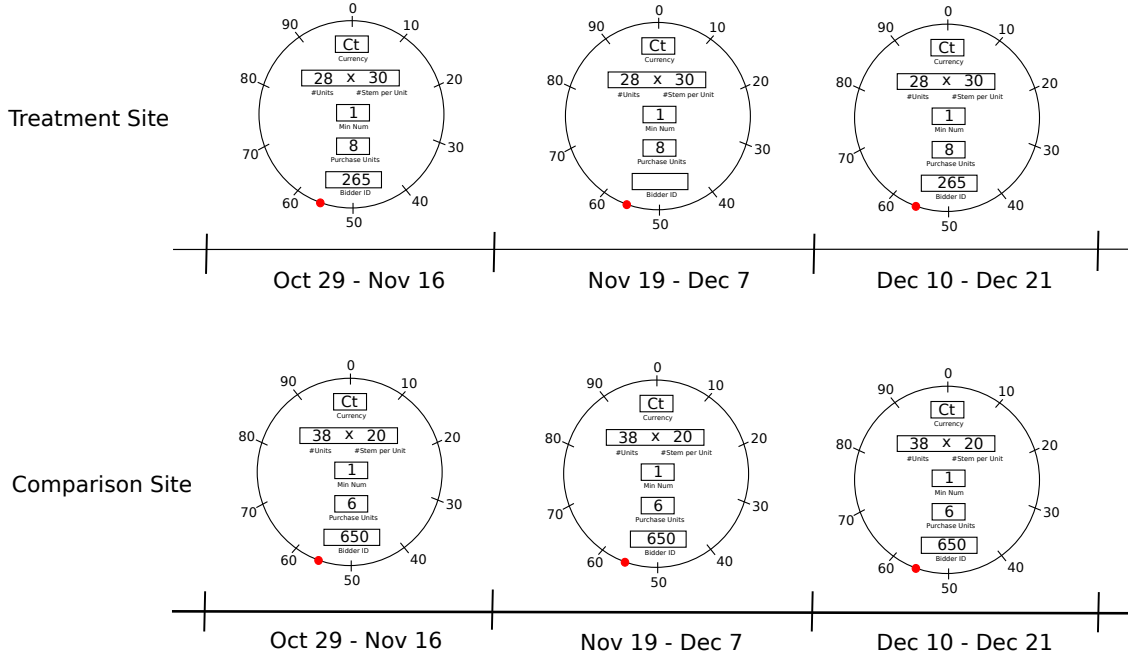 Treatment Site
0
10
20
30
40
50
60
70
80
90
Ct
Currency
28 x 30
#Units #Stem per Unit
1
Min Num
8
Purchase Units
265
Bidder ID
0
10
20
30
40
50
60
70
80
90
Ct
Currency
28 x 30
#Units #Stem per Unit
1
Min Num
8
Purchase Units
Bidder ID
0
10
20
30
40
50
60
70
80
90
Ct
Currency
28 x 30
#Units #Stem per Unit
1
Min Num
8
Purchase Units
265
Bidder ID
Oct 29 - Nov 16
Nov 19 - Dec 7
Dec 10 - Dec 21
Comparison Site
0
10
20
30
40
50
60
70
80
90
Ct
Currency
38 x 20
#Units #Stem per Unit
1
Min Num
6
Purchase Units
650
Bidder ID
0
10
20
30
40
50
60
70
80
90
Ct
Currency
38 x 20
#Units #Stem per Unit
1
Min Num
6
Purchase Units
650
Bidder ID
0
10
20
30
40
50
60
70
80
90
Ct
Currency
38 x 20
#Units #Stem per Unit
1
Min Num
6
Purchase Units
650
Bidder ID
Oct 29 - Nov 16
Nov 19 - Dec 7
Dec 10 - Dec 21